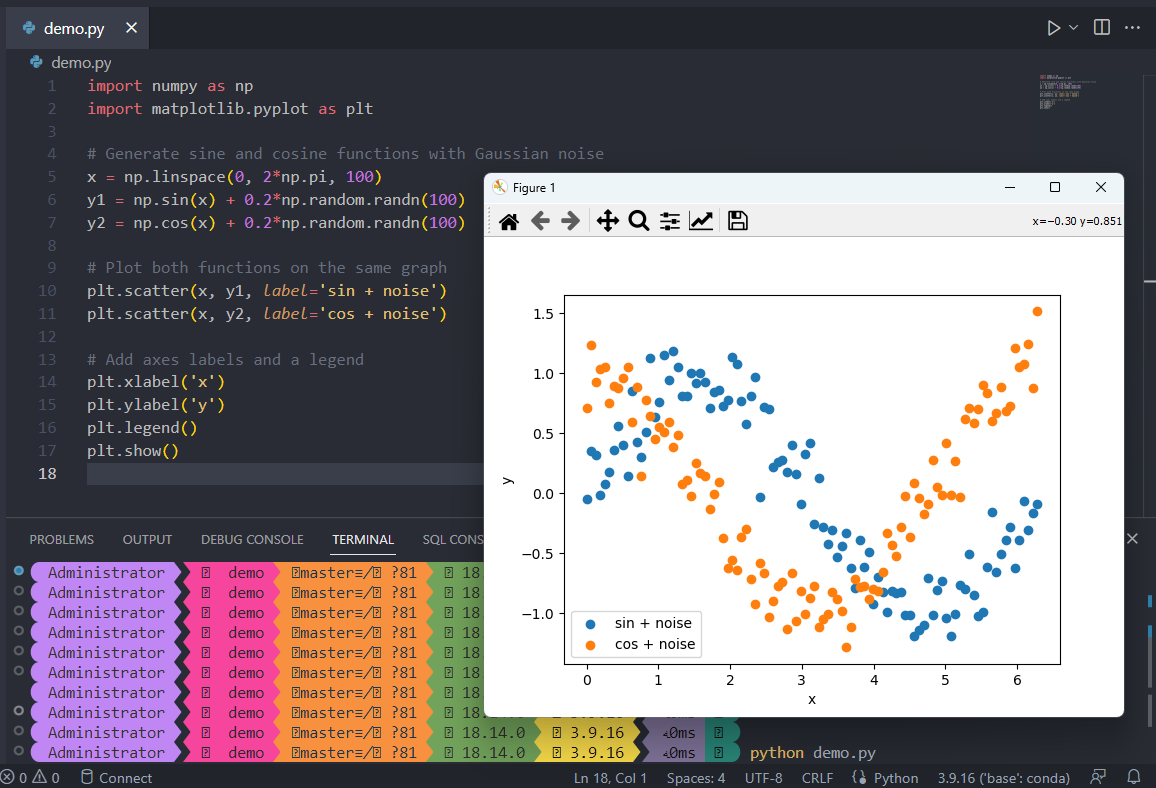 demo.py
demo.py
1 import numpy as np
2 import matplotlib.pyplot as plt
3
4 # Generate sine and cosine functions with Gaussian noise
5 x = np.linspace(0, 2*np.pi, 100)
6 y1 = np.sin(x) + 0.2*np.random.randn(100)
7 y2 = np.cos(x) + 0.2*np.random.randn(100)
8
9 # Plot both functions on the same graph
10 plt.scatter(x, y1, label='sin + noise')
11 plt.scatter(x, y2, label='cos + noise')
12
13 # Add axes labels and a legend
14 plt.xlabel('x')
15 plt.ylabel('y')
16 plt.legend()
17 plt.show()
18
Figure 1
x=−0.30 y=0.851
1.5
1.0
0.5
0.0
−0.5
−1.0
y
sin + noise
cos + noise
0 1 2 3 4 5 6
x
PROBLEMS OUTPUT DEBUG CONSOLE TERMINAL SQL CONS
Administrator demo master≡/ ?81 18.
Administrator demo master≡/ ?81 18.
Administrator demo master≡/ ?81 18.
Administrator demo master≡/ ?81 18.
Administrator demo master≡/ ?81 18.
Administrator demo master≡/ ?81 18.
Administrator demo master≡/ ?81 18.
Administrator demo master≡/ ?81 18.14.0
Administrator demo master≡/ ?81 18.14.0 3.9.16 0ms
Administrator demo master≡/ ?81 18.14.0 3.9.16 0ms python demo.py
0 0 Connect Ln 18, Col 1 Spaces: 4 UTF-8 CRLF Python 3.9.16 ('base': conda)